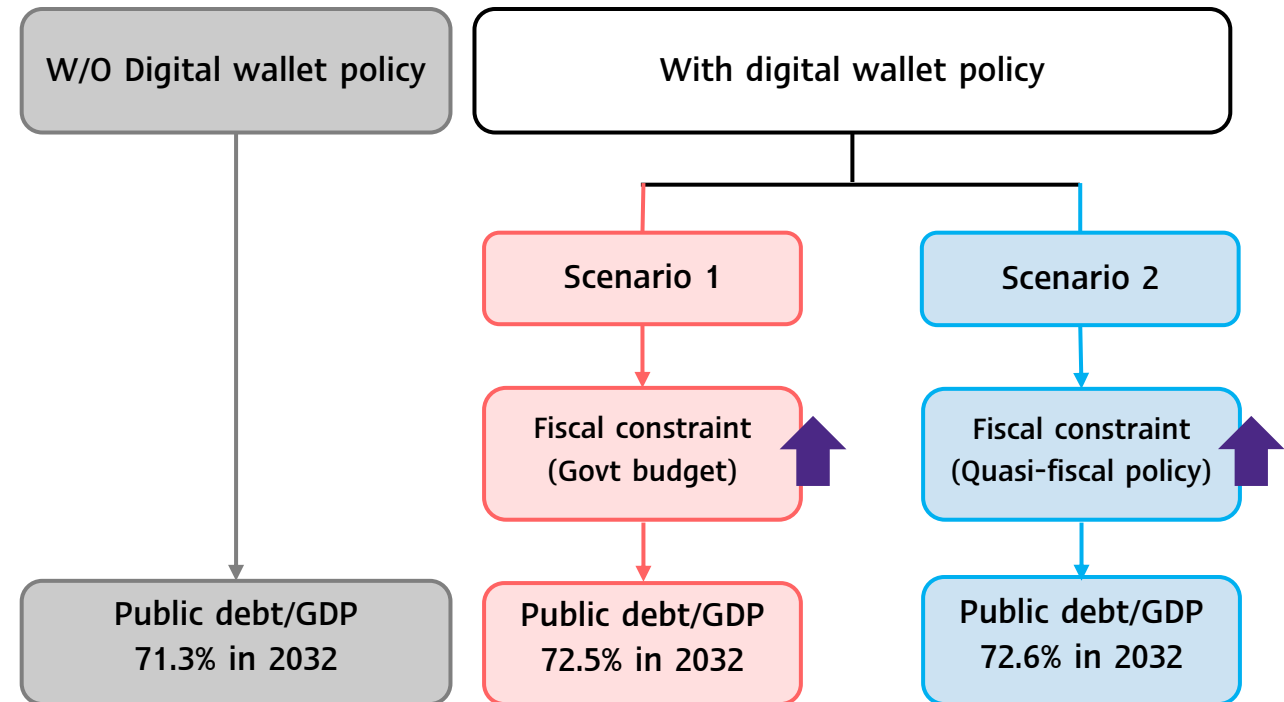 W/O Digital wallet policy
With digital wallet policy
Scenario 1
Scenario 2
Fiscal constraint
(Govt budget)
Fiscal constraint
(Quasi-fiscal policy)
Public debt/GDP
71.3% in 2032
Public debt/GDP
72.5% in 2032
Public debt/GDP
72.6% in 2032